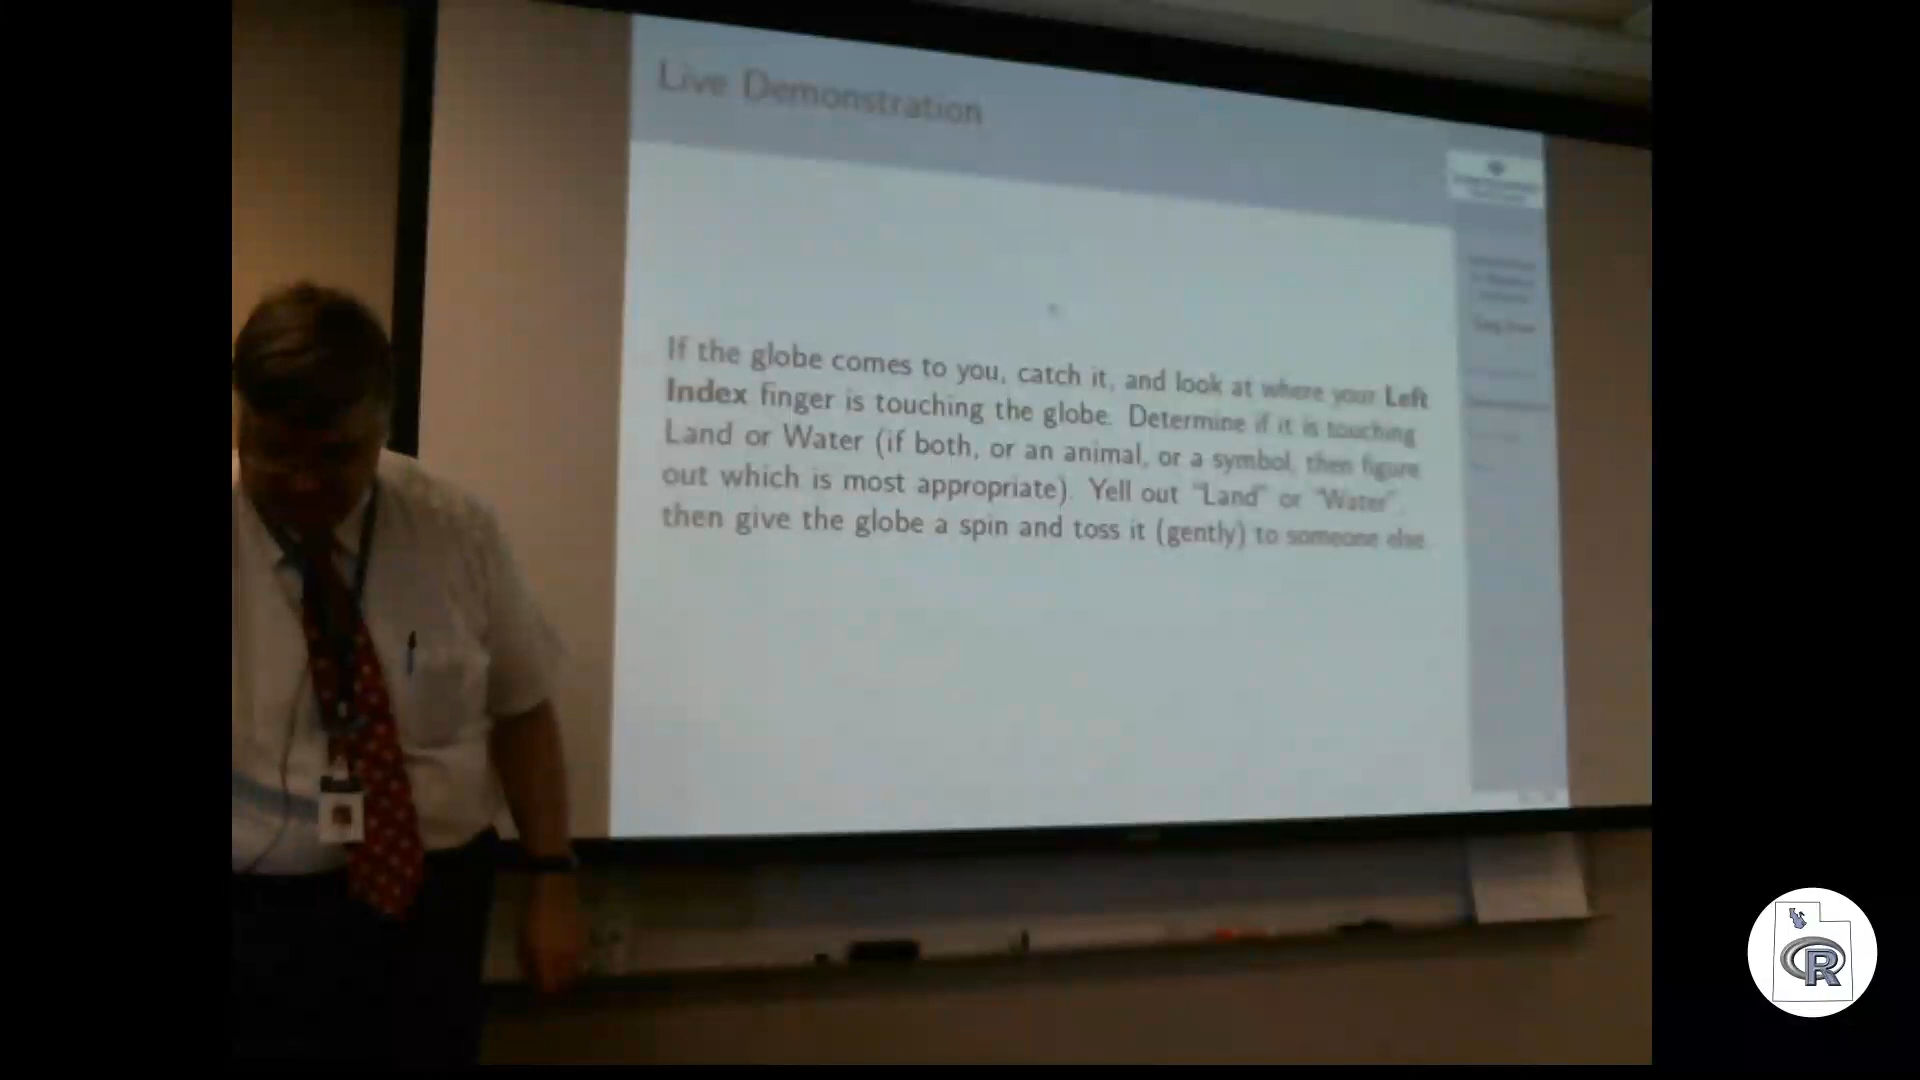 Live Demonstration
If the globe comes to you, catch it, and look at where your Left
Index finger is touching the globe. Determine if it is touching
Land or Water (if both, or an animal, or a symbol, then figure
out which is most appropriate). Yell out "Land" or "Water",
then give the globe a spin and toss it (gently) to someone else.
R